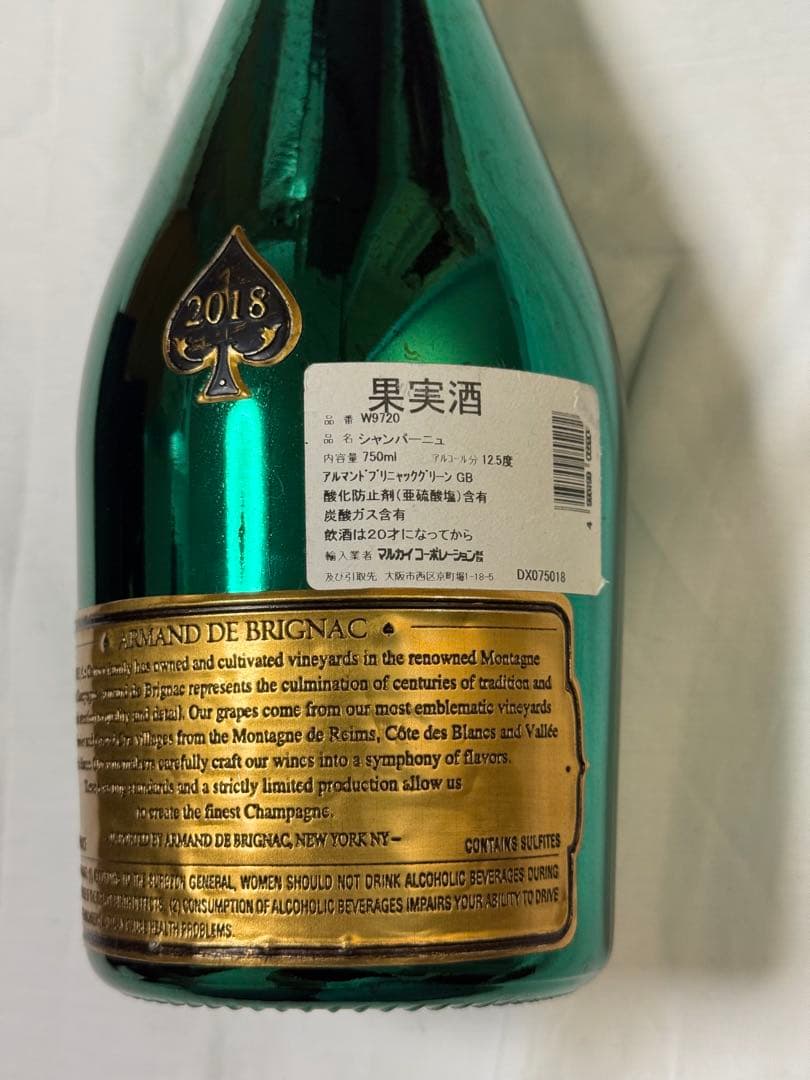 2018
果実酒
品 番 W9720
品 名 シャンパーニュ
内容量 750ml アルコール分 12.5度
アルマンドブリニャックグリーン GB
酸化防止剤(亜硫酸塩)含有
炭酸ガス含有
飲酒は20才になってから
輸入業者 マルカイコーポレーション㈱
及び引取先 大阪市西区京町堀1-18-5 DX075018
ARMAND DE BRIGNAC
family has owned and cultivated vineyards in the renowned Montagne
de Brignac represents the culmination of centuries of tradition and
quality and detail. Our grapes come from our most emblematic vineyards
villages from the Montagne de Reims, Côte des Blancs and Vallée
carefully craft our wines into a symphony of flavors.
standards and a strictly limited production allow us
to create the finest Champagne.
IMPORTED BY ARMAND DE BRIGNAC, NEW YORK NY –
CONTAINS SULFITES
SURGEON GENERAL, WOMEN SHOULD NOT DRINK ALCOHOLIC BEVERAGES DURING
(2) CONSUMPTION OF ALCOHOLIC BEVERAGES IMPAIRS YOUR ABILITY TO DRIVE
HEALTH PROBLEMS.